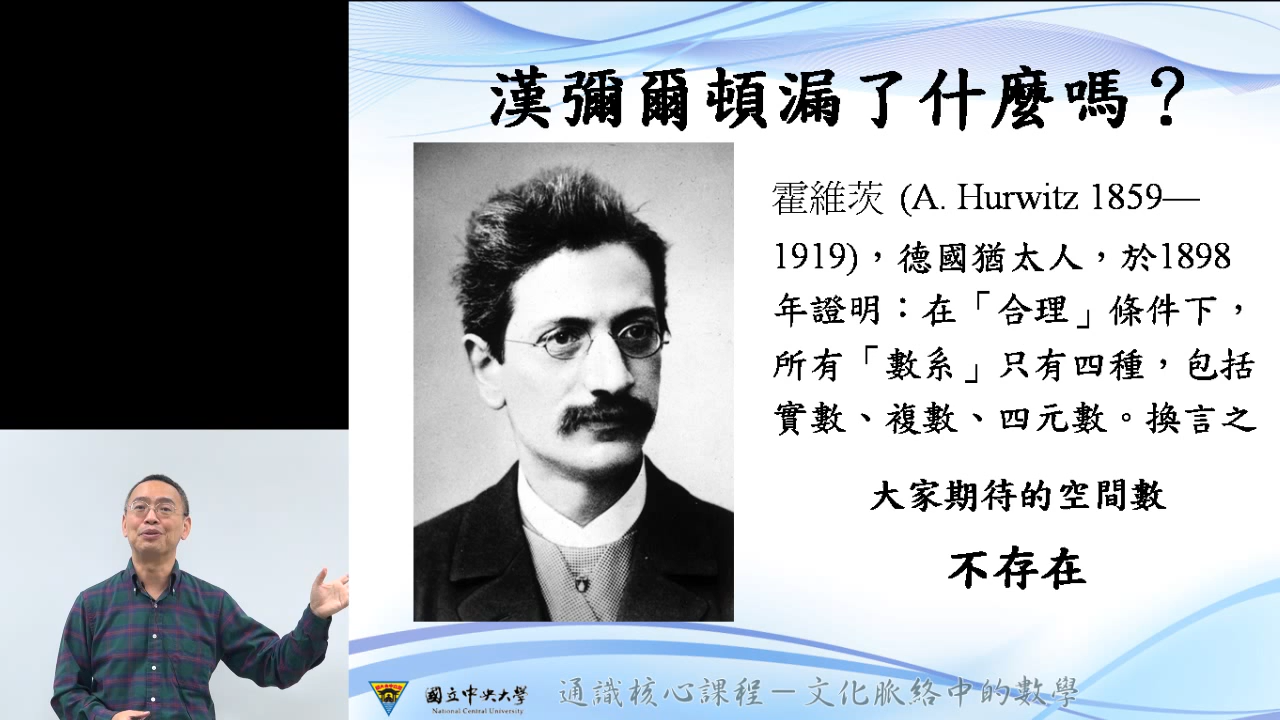 漢彌爾頓漏了什麼嗎？
霍維茨 (A. Hurwitz 1859—
1919)，德國猶太人，於1898
年證明：在「合理」條件下，
所有「數系」只有四種，包括
實數、複數、四元數。換言之
大家期待的空間數
不存在
國立中央大學
National Central University
通識核心課程－文化脈絡中的數學